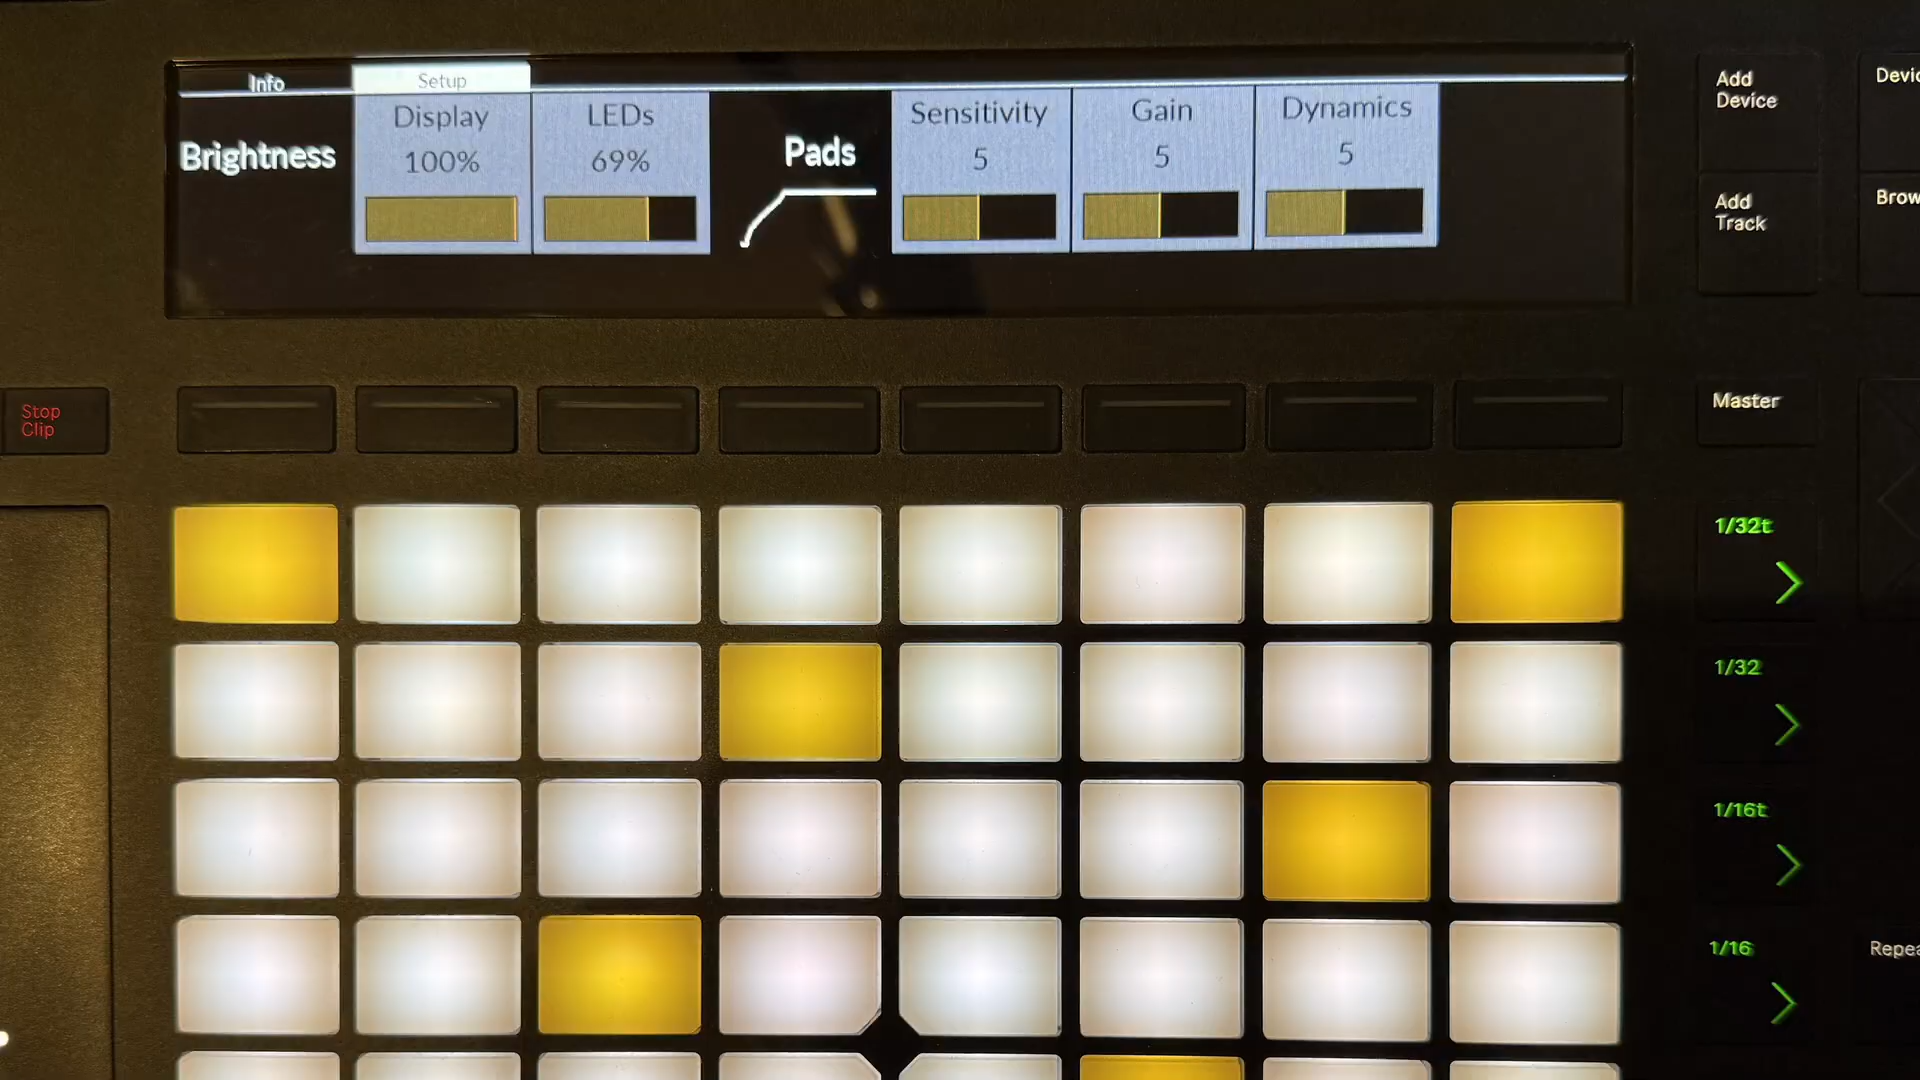 Info
Setup
Brightness
Display
100%
LEDs
69%
Pads
Sensitivity
5
Gain
5
Dynamics
5
Add
Device
Add
Track
Stop
Clip
Master
1/32t
1/32
1/16t
1/16